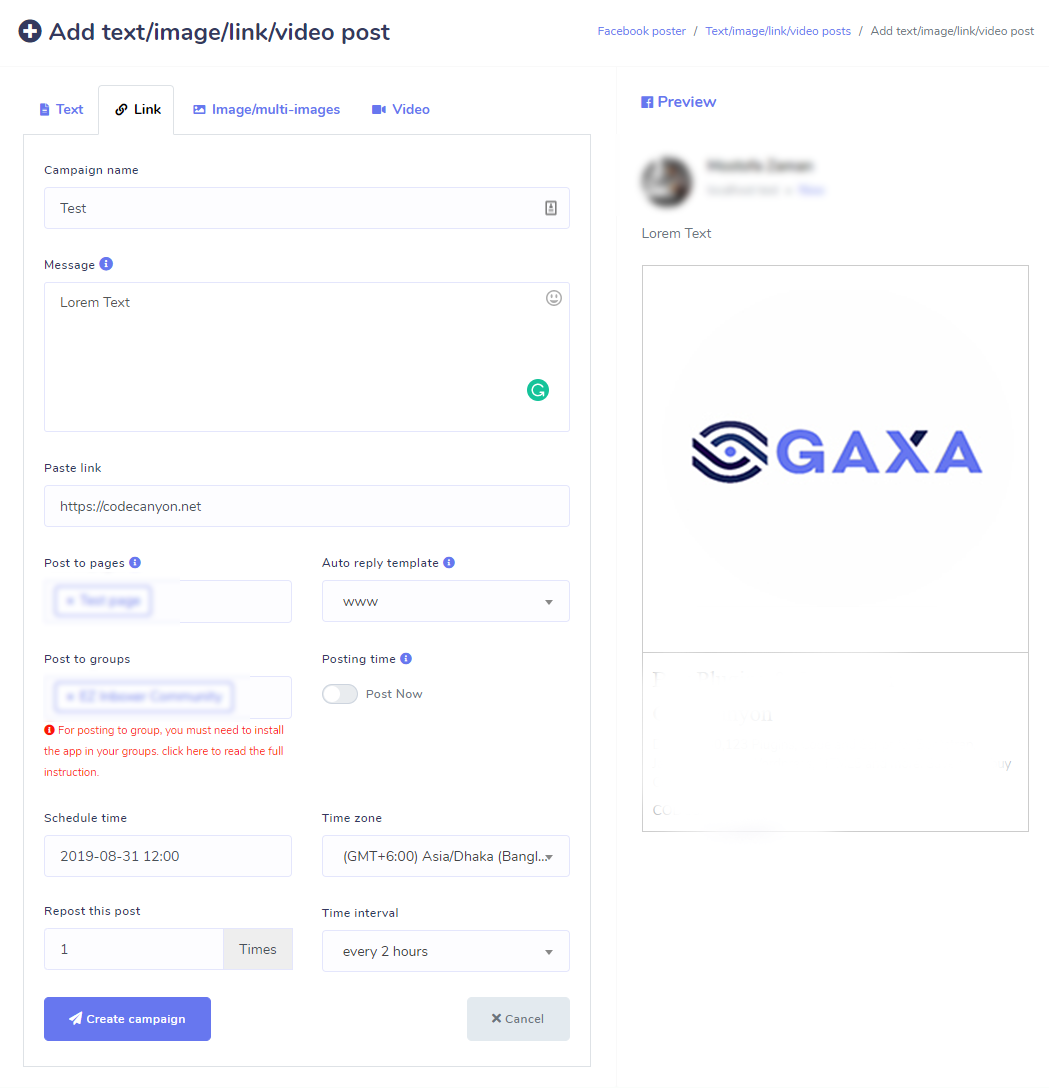 Add text/image/link/video post
Facebook poster / Text/image/link/video posts / Add text/image/link/video post
Text
Link
Image/multi-images
Video
Campaign name
Test
Message
Lorem Text
Paste link
https://codecanyon.net
Post to pages
Auto reply template
www
Post to groups
For posting to group, you must need to install
the app in your groups. click here to read the full
instruction.
Posting time
Post Now
Schedule time
2019-08-31 12:00
Time zone
(GMT+6:00) Asia/Dhaka (Bangl...
Repost this post
1 Times
Time interval
every 2 hours
Create campaign
Cancel
Preview
Lorem Text
GAXA